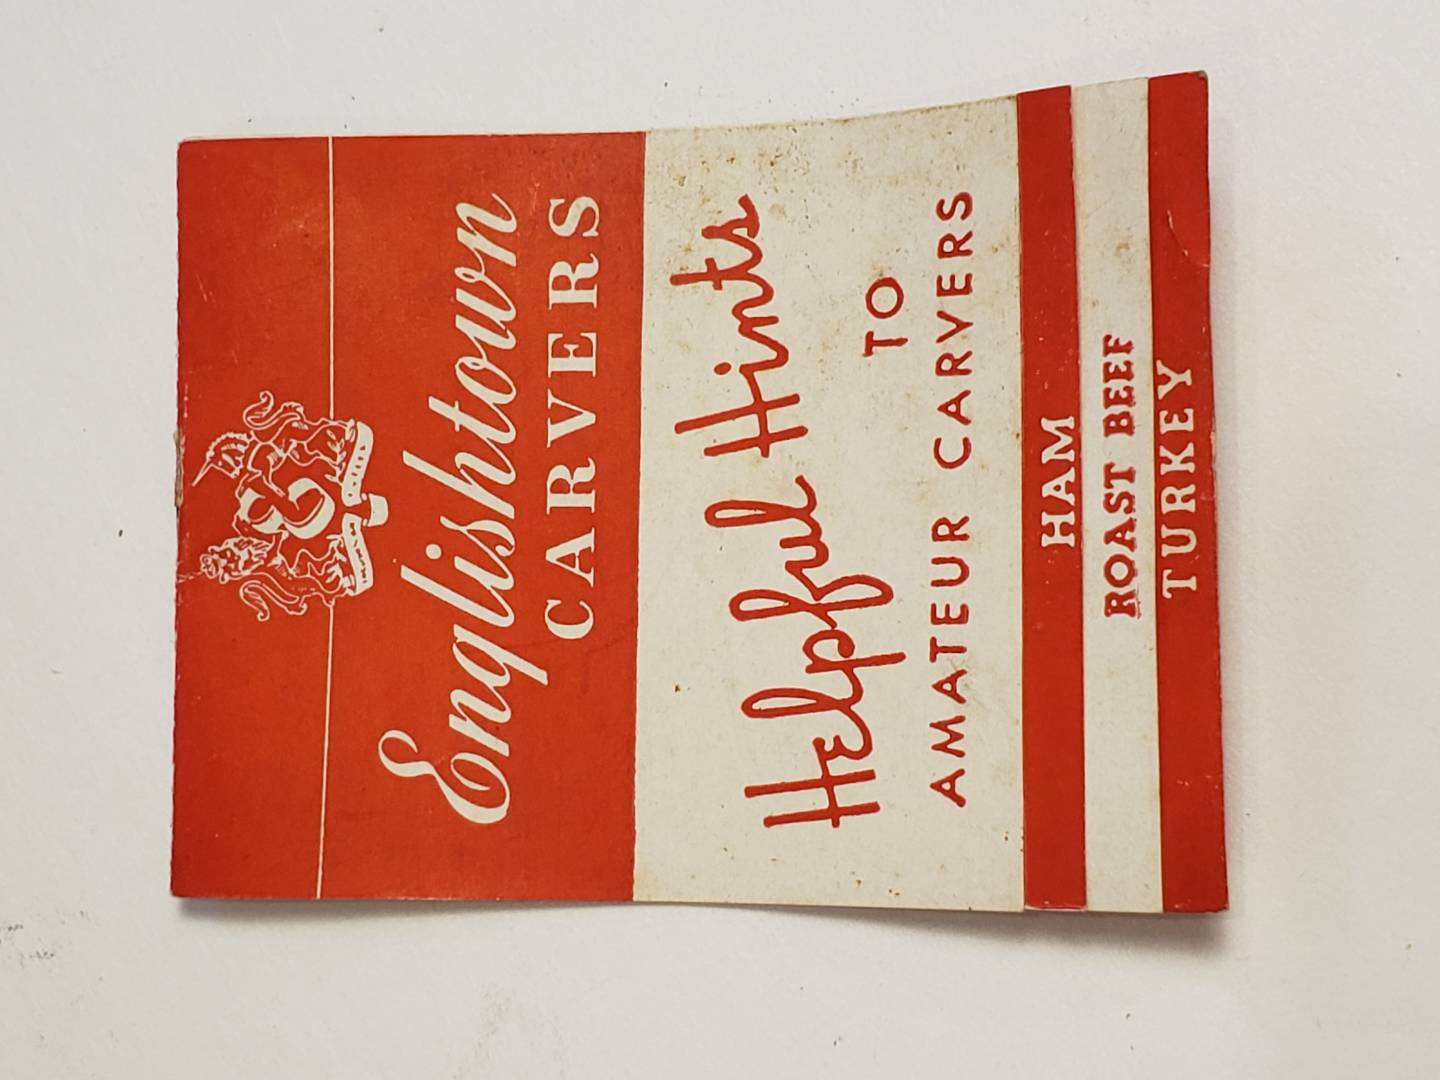 Englishtown
CARVERS
Helpful Hints
TO
AMATEUR CARVERS
HAM
ROAST BEEF
TURKEY